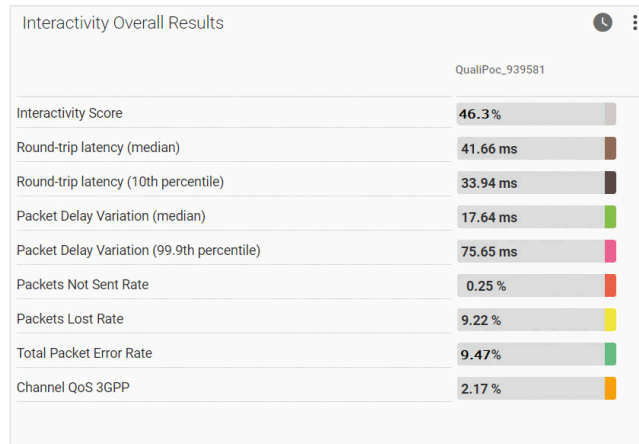 Interactivity Overall Results
QualiPoc_939581
Interactivity Score 46.3%
Round-trip latency (median) 41.66 ms
Round-trip latency (10th percentile) 33.94 ms
Packet Delay Variation (median) 17.64 ms
Packet Delay Variation (99.9th percentile) 75.65 ms
Packets Not Sent Rate 0.25 %
Packets Lost Rate 9.22 %
Total Packet Error Rate 9.47%
Channel QoS 3GPP 2.17 %